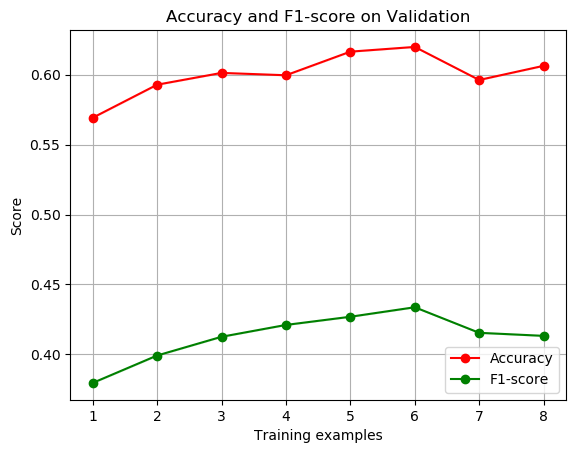 Accuracy and F1-score on Validation
Score
0.60
0.55
0.50
0.45
0.40
1 2 3 4 5 6 7 8
Training examples
Accuracy
F1-score